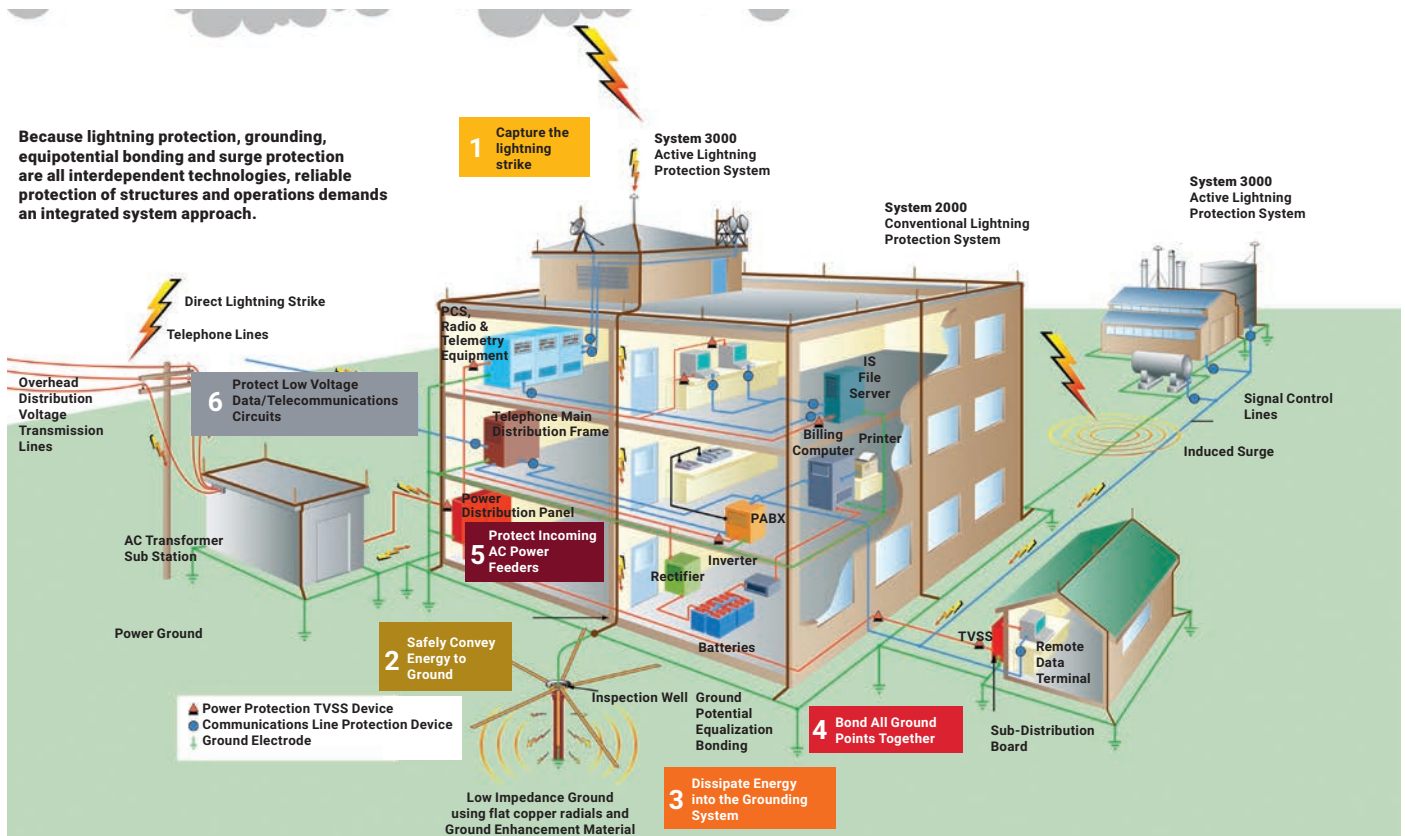 Because lightning protection, grounding,
equipotential bonding and surge protection
are all interdependent technologies, reliable
protection of structures and operations demands
an integrated system approach.
1
Capture the
lightning
strike
System 3000
Active Lightning
Protection System
System 2000
Conventional Lightning
Protection System
System 3000
Active Lightning
Protection System
Direct Lightning Strike
Telephone Lines
Overhead
Distribution
Voltage
Transmission
Lines
6
Protect Low Voltage
Data/Telecommunications
Circuits
PCS,
Radio &
Telemetry
Equipment
Telephone Main
Distribution Frame
IS
File
Server
Billing
Computer
Printer
Signal Control
Lines
Induced Surge
Power
Distribution Panel
5
Protect Incoming
AC Power
Feeders
PABX
Inverter
Rectifier
Batteries
AC Transformer
Sub Station
Power Ground
2
Safely Convey
Energy to
Ground
TVSS
Remote
Data
Terminal
Sub-Distribution
Board
Inspection Well
Ground
Potential
Equalization
Bonding
4
Bond All Ground
Points Together
Power Protection TVSS Device
Communications Line Protection Device
Ground Electrode
3
Dissipate Energy
into the Grounding
System
Low Impedance Ground
using flat copper radials and
Ground Enhancement Material